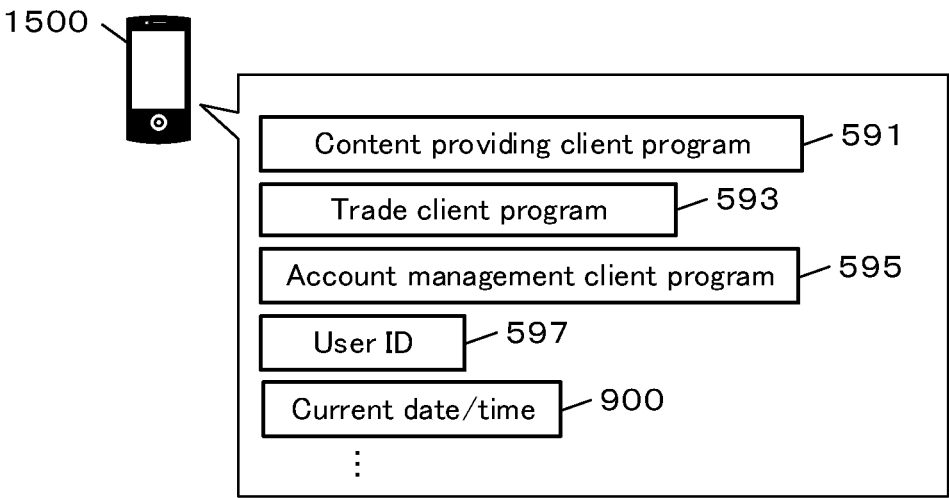 1500
Content providing client program 591
Trade client program 593
Account management client program 595
User ID 597
Current date/time 900
⋮